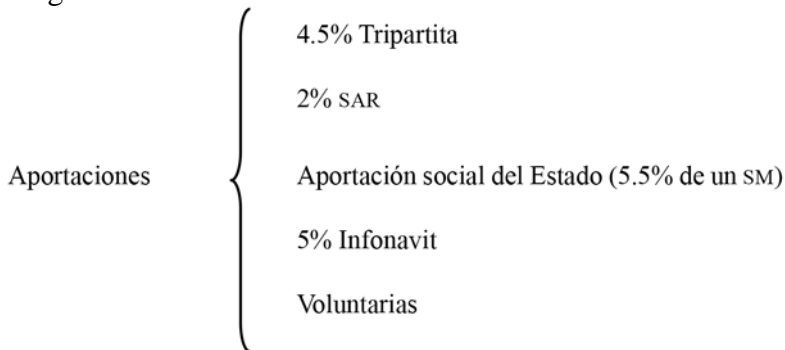 4.5% Tripartita
2% SAR
Aportaciones
Aportación social del Estado (5.5% de un SM)
5% Infonavit
Voluntarias